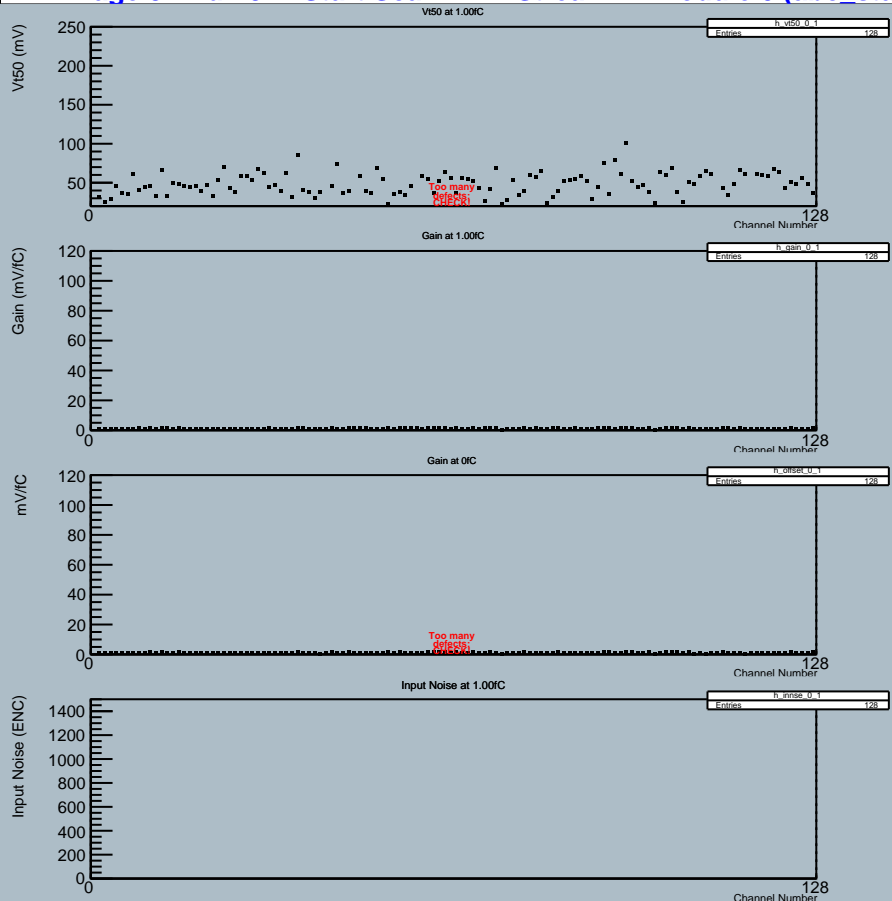 Vt50 at 1.00fC
h_vt50_0_1
Entries 128
Vt50 (mV)
250
200
150
100
50
Too many
defects:
CHECK!
0
128
Channel Number
Gain at 1.00fC
h_gain_0_1
Entries 128
Gain (mV/fC)
120
100
80
60
40
20
0
0
128
Channel Number
Gain at 0fC
h_offset_0_1
Entries 128
mV/fC
120
100
80
60
40
20
0
Too many
defects:
CHECK!
0
128
Channel Number
Input Noise at 1.00fC
h_innse_0_1
Entries 128
Input Noise (ENC)
1400
1200
1000
800
600
400
200
0
0
128
Channel Number